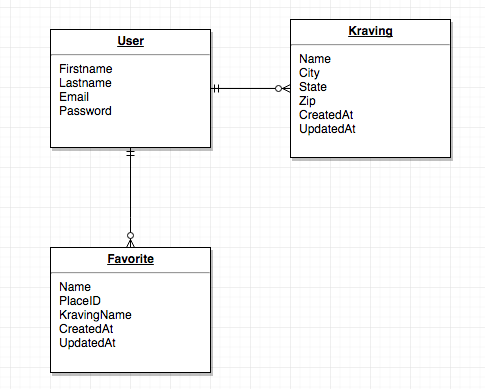 User
Firstname
Lastname
Email
Password
Kraving
Name
City
State
Zip
CreatedAt
UpdatedAt
Favorite
Name
PlaceID
KravingName
CreatedAt
UpdatedAt